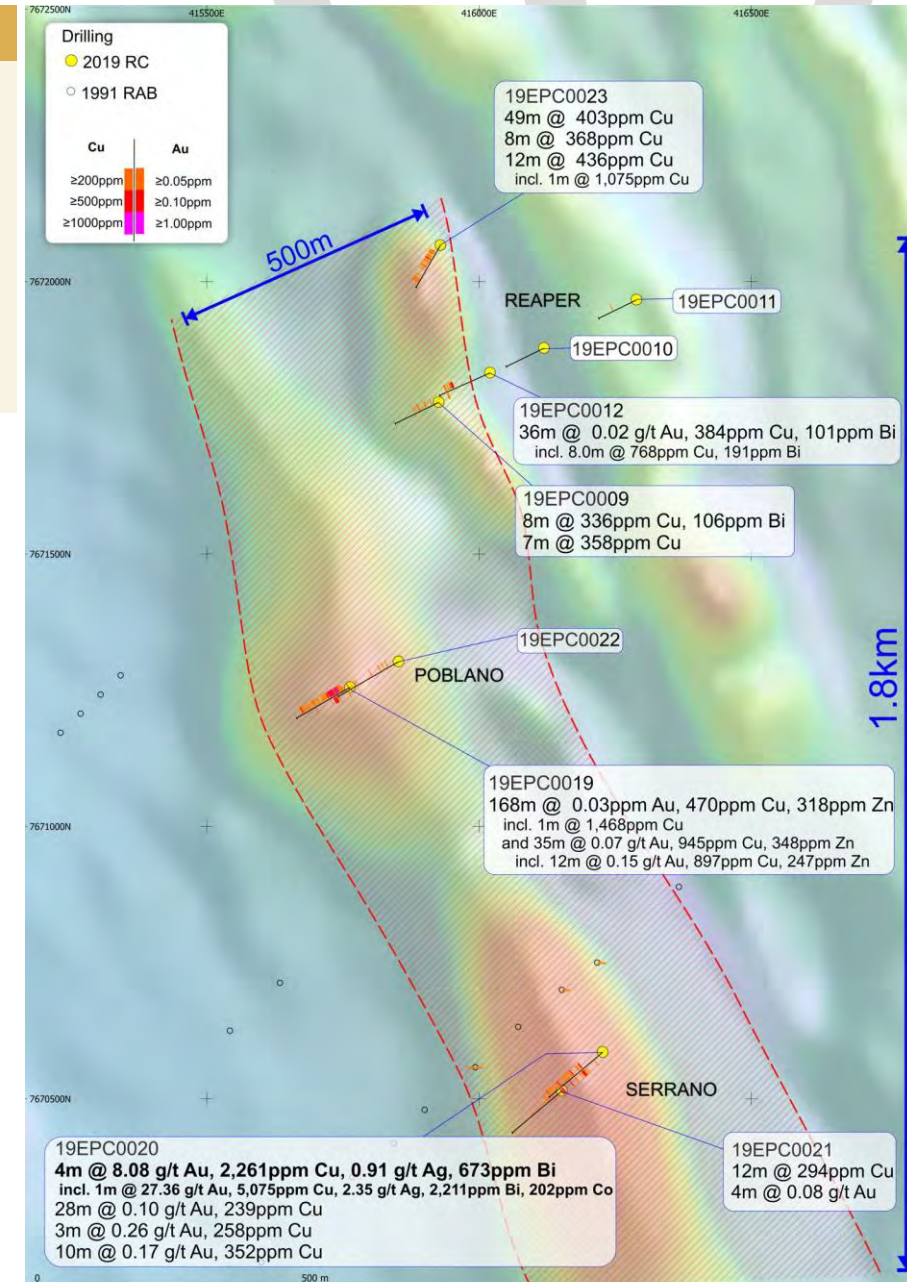 7672500N
415500E
416000E
416500E
Drilling
2019 RC
1991 RAB
Cu Au
≥200ppm ≥0.05ppm
≥500ppm ≥0.10ppm
≥1000ppm ≥1.00ppm
19EPC0023
49m @ 403ppm Cu
8m @ 368ppm Cu
12m @ 436ppm Cu
incl. 1m @ 1,075ppm Cu
500m
7672000N
REAPER
19EPC0011
19EPC0010
19EPC0012
36m @ 0.02 g/t Au, 384ppm Cu, 101ppm Bi
incl. 8.0m @ 768ppm Cu, 191ppm Bi
19EPC0009
8m @ 336ppm Cu, 106ppm Bi
7m @ 358ppm Cu
7671500N
19EPC0022
POBLANO
1.8km
19EPC0019
168m @ 0.03ppm Au, 470ppm Cu, 318ppm Zn
incl. 1m @ 1,468ppm Cu
and 35m @ 0.07 g/t Au, 945ppm Cu, 348ppm Zn
incl. 12m @ 0.15 g/t Au, 897ppm Cu, 247ppm Zn
7671000N
SERRANO
7670500N
19EPC0020
4m @ 8.08 g/t Au, 2,261ppm Cu, 0.91 g/t Ag, 673ppm Bi
incl. 1m @ 27.36 g/t Au, 5,075ppm Cu, 2.35 g/t Ag, 2,211ppm Bi, 202ppm Co
28m @ 0.10 g/t Au, 239ppm Cu
3m @ 0.26 g/t Au, 258ppm Cu
10m @ 0.17 g/t Au, 352ppm Cu
19EPC0021
12m @ 294ppm Cu
4m @ 0.08 g/t Au
0 500 m